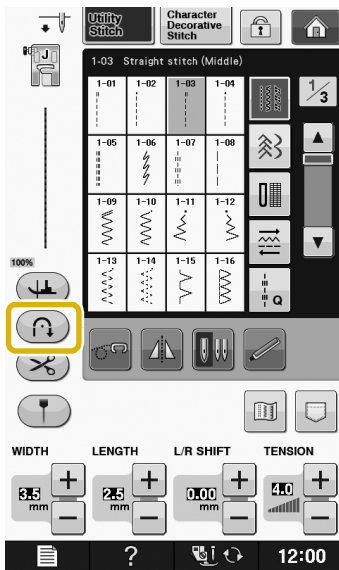 Utility
Stitch
Character
Decorative
Stitch
J
1-03 Straight stitch (Middle)
1-01 1-02 1-03 1-04
1/3
1-05 1-06 1-07 1-08
1-09 1-10 1-11 1-12
1-13 1-14 1-15 1-16
100%
Q
WIDTH LENGTH L/R SHIFT TENSION
3.5 mm
2.5 mm
0.00 mm
4.0
? 12:00